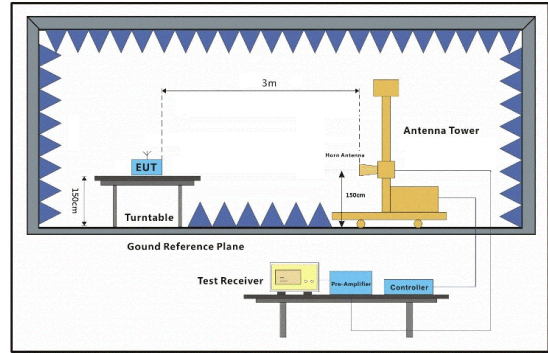 3m
Antenna Tower
Horn Antenna
EUT
150cm
150cm
Turntable
Gound Reference Plane
Test Receiver
Pre-Amplifier
Controller